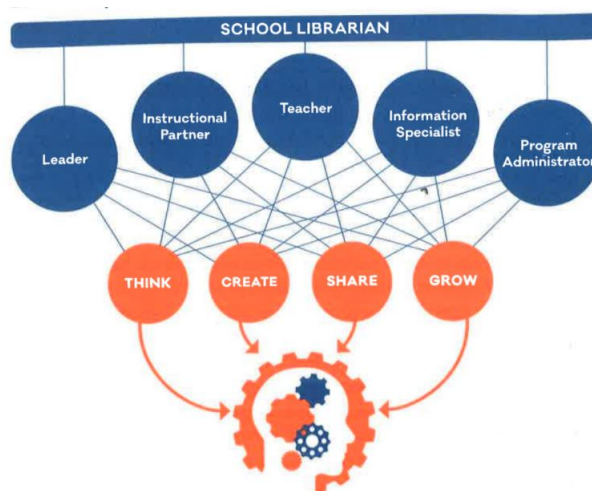 SCHOOL LIBRARIAN
Leader
Instructional
Partner
Teacher
Information
Specialist
Program
Administrator
THINK
CREATE
SHARE
GROW